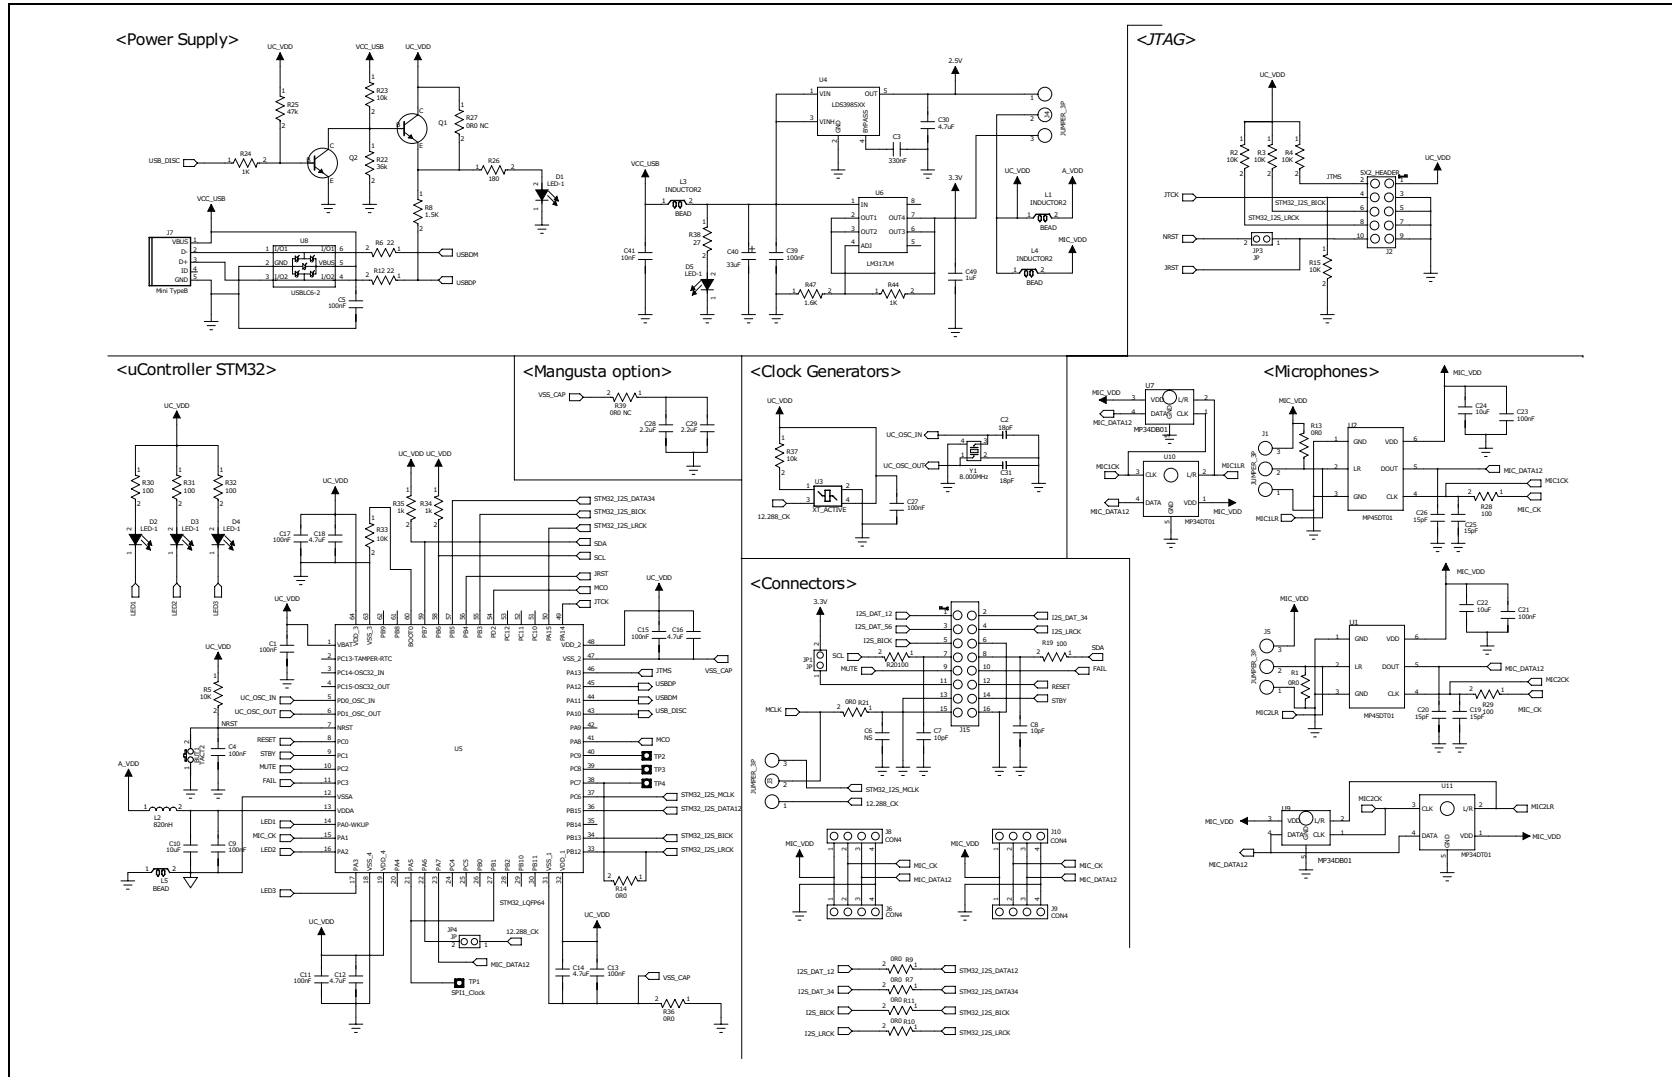 <Power Supply>
UC_VDD
VCC_USB
UC_VDD
R25
47k
R23
10k
R27
0R0 NC
Q1
USB_DISC
R24
1K
Q2
R22
36k
R26
180
D1
LED-1
R8
1.5K
VCC_USB
J7
VBUS
D-
D+
ID
GND
Mini TypeB
U8
I/O1 I/O1
GND VBUS
I/O2 I/O2
USBLC6-2
R6 22
R12 22
USBDM
USBDP
C5
100nF
VCC_USB
L3
INDUCTOR2
BEAD
C41
10nF
R38
27
D5
LED-1
C40
33uF
C39
100nF
U4
VIN OUT
LDS3985XX
VINH
GND
BYPASS
C3
330nF
C30
4.7uF
2.5V
J4
JUMPER_3P
U6
IN
OUT1 OUT4
OUT2 OUT3
ADJ
LM317LM
3.3V
R47
1.6K
R44
1K
C49
1uF
UC_VDD
A_VDD
L1
INDUCTOR2
BEAD
MIC_VDD
L4
INDUCTOR2
BEAD
<JTAG>
UC_VDD
R2
10K
R3
10K
R4
10K
UC_VDD
5X2_HEADER
JTMS
JTCK
STM32_I2S_BICK
STM32_I2S_LRCK
NRST
JP3
JP
JRST
R15
10K
J2
<uController STM32>
UC_VDD
R30
100
R31
100
R32
100
D2
LED-1
D3
LED-1
D4
LED-1
LED1
LED2
LED3
UC_VDD
C17
100nF
C18
4.7uF
R33
10K
UC_VDD UC_VDD
R35
1k
R34
1k
STM32_I2S_DATA34
STM32_I2S_BICK
STM32_I2S_LRCK
SDA
SCL
JRST
MCO
JTCK
UC_VDD
C1
100nF
R5
10K
UC_OSC_IN
UC_OSC_OUT
NRST
BUT1
TACT2
C4
100nF
RESET
STBY
MUTE
FAIL
A_VDD
L2
820nH
C10
10uF
C9
100nF
L5
BEAD
LED1
MIC_CK
LED2
LED3
VDD_3
VSS_3
PB9
PB8
BOOT0
PB7
PB6
PB5
PB4
PB3
PD2
PC12
PC11
PC10
PA15
PA14
VBAT
PC13-TAMPER-RTC
PC14-OSC32_IN
PC15-OSC32_OUT
PD0_OSC_IN
PD1_OSC_OUT
NRST
PC0
PC1
PC2
PC3
VSSA
VDDA
PA0-WKUP
PA1
PA2
U5
VDD_2
VSS_2
PA13
PA12
PA11
PA10
PA9
PA8
PC9
PC8
PC7
PC6
PB15
PB14
PB13
PB12
PA3
VSS_4
VDD_4
PA4
PA5
PA6
PA7
PC4
PC5
PB0
PB1
PB2
PB10
PB11
VSS_1
VDD_1
STM32_LQFP64
UC_VDD
C15
100nF
C16
4.7uF
VSS_CAP
JTMS
USBDP
USBDM
USB_DISC
MCO
TP2
TP3
TP4
STM32_I2S_MCLK
STM32_I2S_DATA12
STM32_I2S_BICK
STM32_I2S_LRCK
R14
0R0
UC_VDD
C11
100nF
C12
4.7uF
JP4
JP
12.288_CK
MIC_DATA12
TP1
SPI1_Clock
UC_VDD
C14
4.7uF
C13
100nF
VSS_CAP
R36
0R0
<Mangusta option>
VSS_CAP
R39
0R0 NC
C28
2.2uF
C29
2.2uF
<Clock Generators>
UC_VDD
R37
10k
U3
XT_ACTIVE
12.288_CK
C27
100nF
UC_OSC_IN
UC_OSC_OUT
C2
18pF
Y1
8.000MHz
C31
18pF
<Connectors>
3.3V
JP1
JP
I2S_DAT_12
I2S_DAT_56
I2S_BICK
SCL
R20 100
MUTE
MCLK
0R0 R21
C6
NS
C7
10pF
J15
C8
10pF
I2S_DAT_34
I2S_LRCK
R19 100
SDA
FAIL
RESET
STBY
J3
JUMPER_3P
STM32_I2S_MCLK
12.288_CK
J8
CON4
MIC_VDD
MIC_CK
MIC_DATA12
J6
CON4
J10
CON4
MIC_VDD
MIC_CK
MIC_DATA12
J9
CON4
I2S_DAT_12 0R0 R9 STM32_I2S_DATA12
I2S_DAT_34 0R0 R7 STM32_I2S_DATA34
I2S_BICK 0R0 R11 STM32_I2S_BICK
I2S_LRCK 0R0 R10 STM32_I2S_LRCK
<Microphones>
U7
MIC_VDD
VDD L/R
DATA CLK
GND
MIC_DATA12
MP34DB01
U10
MIC1CK
CLK L/R
MIC1LR
DATA VDD
GND
MIC_DATA12
MIC_VDD
MP34DT01
MIC_VDD
J1
JUMPER_3P
R13
0R0
MIC1LR
U2
GND VDD
LR DOUT
GND CLK
MP45DT01
MIC_VDD
C24
10uF
C23
100nF
MIC_DATA12
MIC1CK
R28
100
MIC_CK
C26
15pF
C25
15pF
MIC_VDD
J5
JUMPER_3P
R1
0R0
MIC2LR
U1
GND VDD
LR DOUT
GND CLK
MP45DT01
MIC_VDD
C22
10uF
C21
100nF
MIC_DATA12
MIC2CK
R29
100
MIC_CK
C20
15pF
C19
15pF
U9
MIC_VDD
VDD L/R
DATA CLK
GND
MIC_DATA12
MP34DB01
MIC2CK
U11
CLK L/R
DATA VDD
GND
MIC2LR
MIC_VDD
MP34DT01